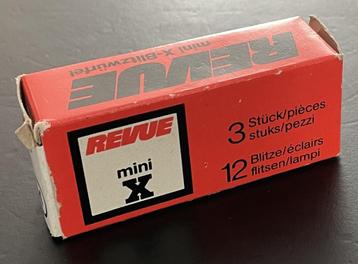 REVUE
mini X-Blitzwürfel
REVUE
mini
X
3 Stück/pièces
stuks/pezzi
12 Blitze/éclairs
flitsen/lampi